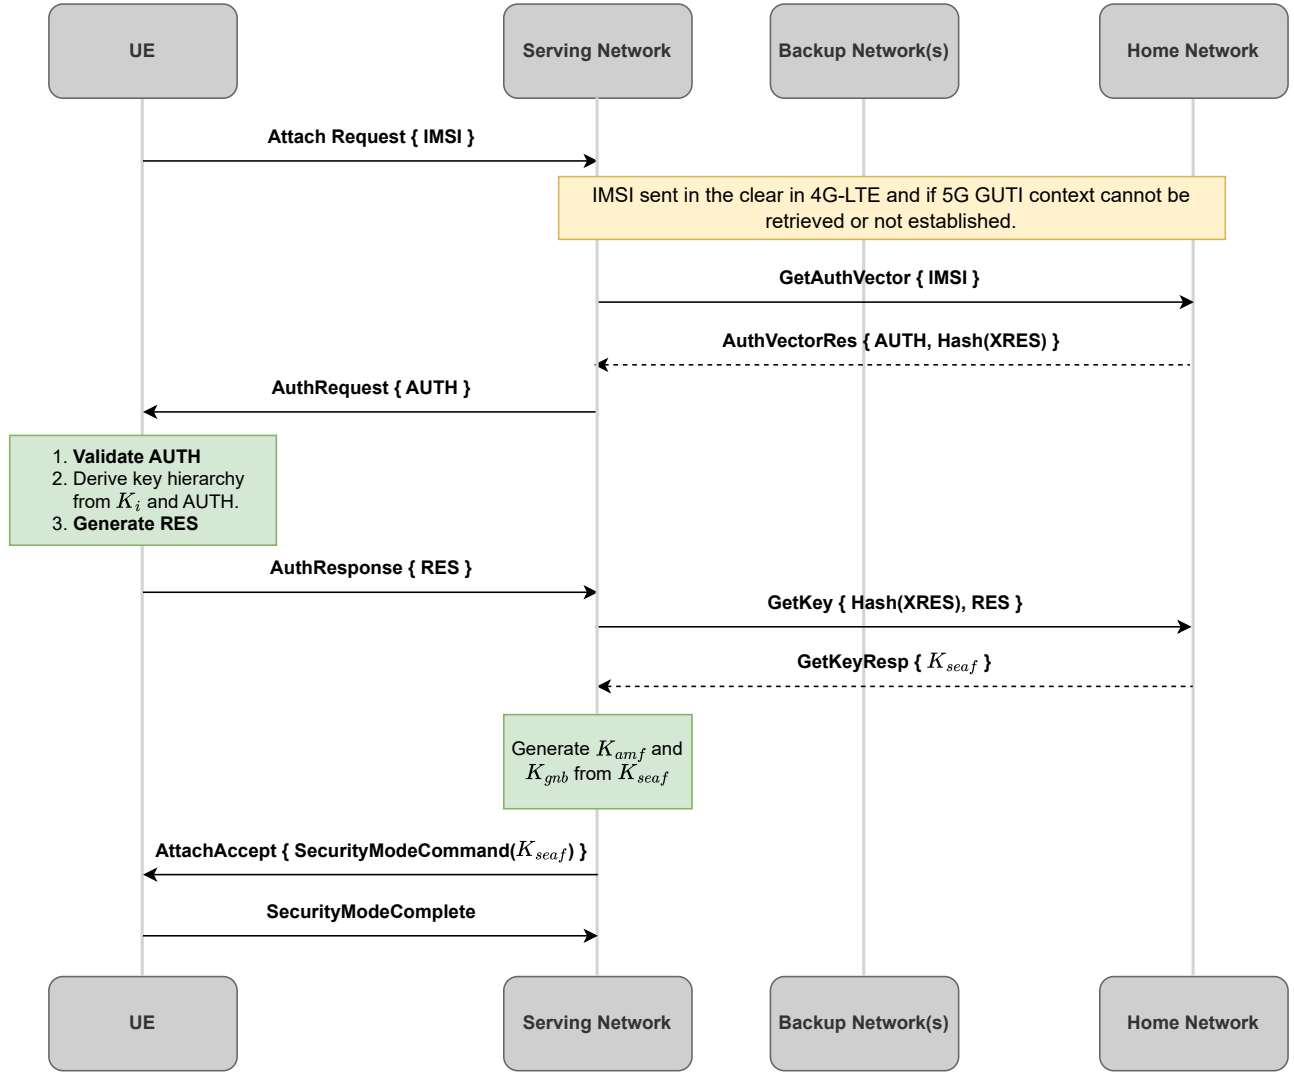 UE
Serving Network
Backup Network(s)
Home Network
Attach Request { IMSI }
IMSI sent in the clear in 4G-LTE and if 5G GUTI context cannot be
retrieved or not established.
GetAuthVector { IMSI }
AuthVectorRes { AUTH, Hash(XRES) }
AuthRequest { AUTH }
1. Validate AUTH
2. Derive key hierarchy
from K_i and AUTH.
3. Generate RES
AuthResponse { RES }
GetKey { Hash(XRES), RES }
GetKeyResp { K_seaf }
Generate K_amf and
K_gnb from K_seaf
AttachAccept { SecurityModeCommand(K_seaf) }
SecurityModeComplete
UE
Serving Network
Backup Network(s)
Home Network